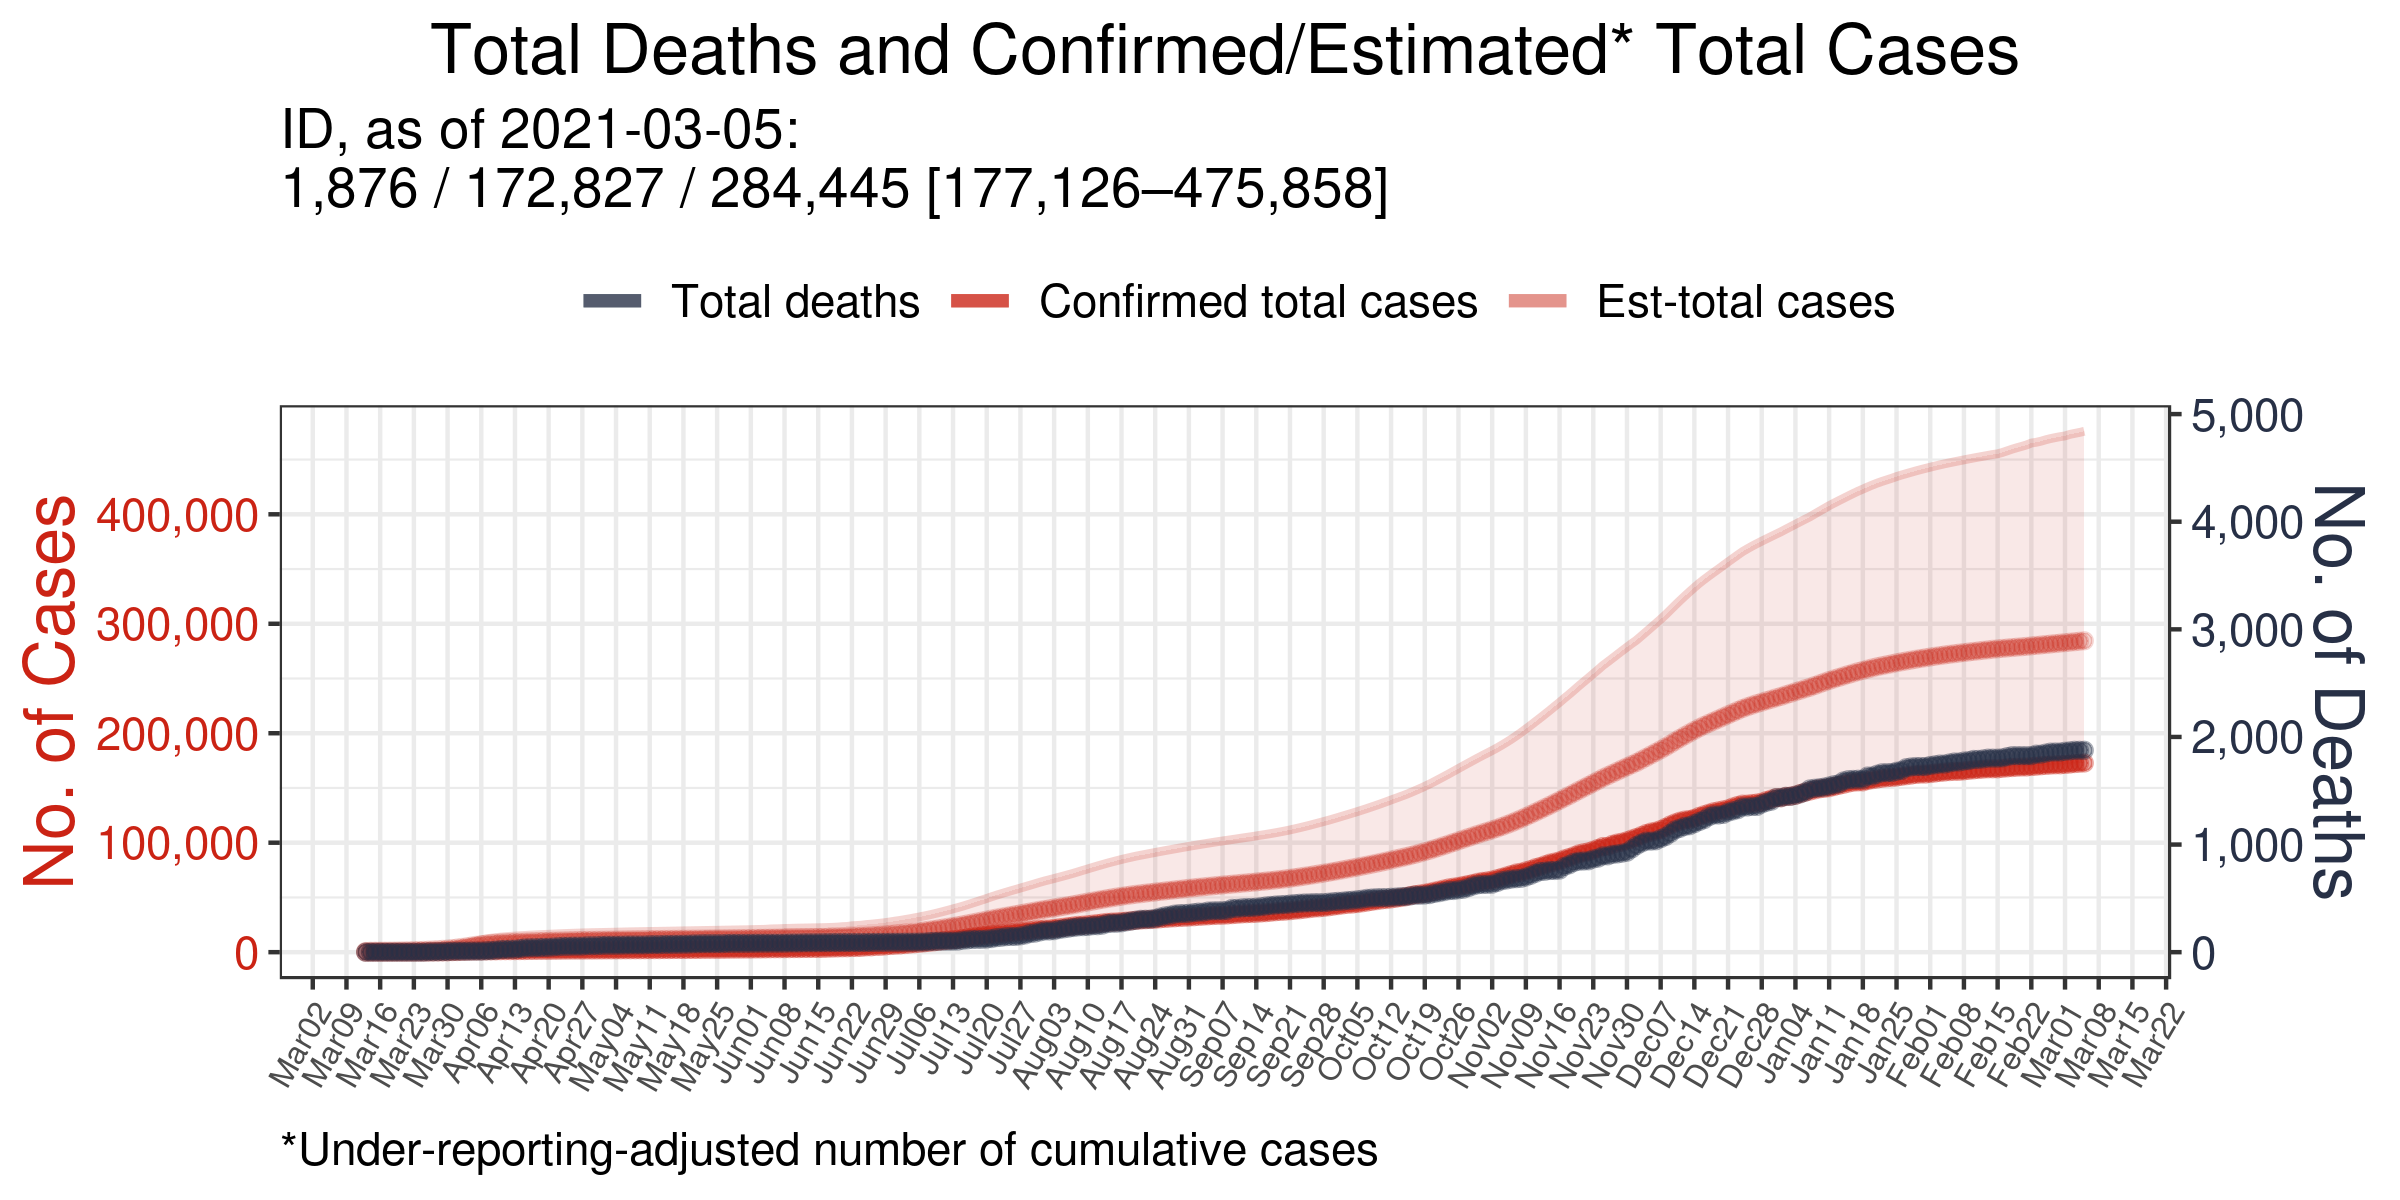 Total Deaths and Confirmed/Estimated* Total Cases
ID, as of 2021-03-05:
1,876 / 172,827 / 284,445 [177,126–475,858]
Total deaths
Confirmed total cases
Est-total cases
No. of Cases
400,000
300,000
200,000
100,000
0
5,000
4,000
3,000
2,000
1,000
0
No. of Deaths
Mar02
Mar09
Mar16
Mar23
Mar30
Apr06
Apr13
Apr20
Apr27
May04
May11
May18
May25
Jun01
Jun08
Jun15
Jun22
Jun29
Jul06
Jul13
Jul20
Jul27
Aug03
Aug10
Aug17
Aug24
Aug31
Sep07
Sep14
Sep21
Sep28
Oct05
Oct12
Oct19
Oct26
Nov02
Nov09
Nov16
Nov23
Nov30
Dec07
Dec14
Dec21
Dec28
Jan04
Jan11
Jan18
Jan25
Feb01
Feb08
Feb15
Feb22
Mar01
Mar08
Mar15
Mar22
*Under-reporting-adjusted number of cumulative cases